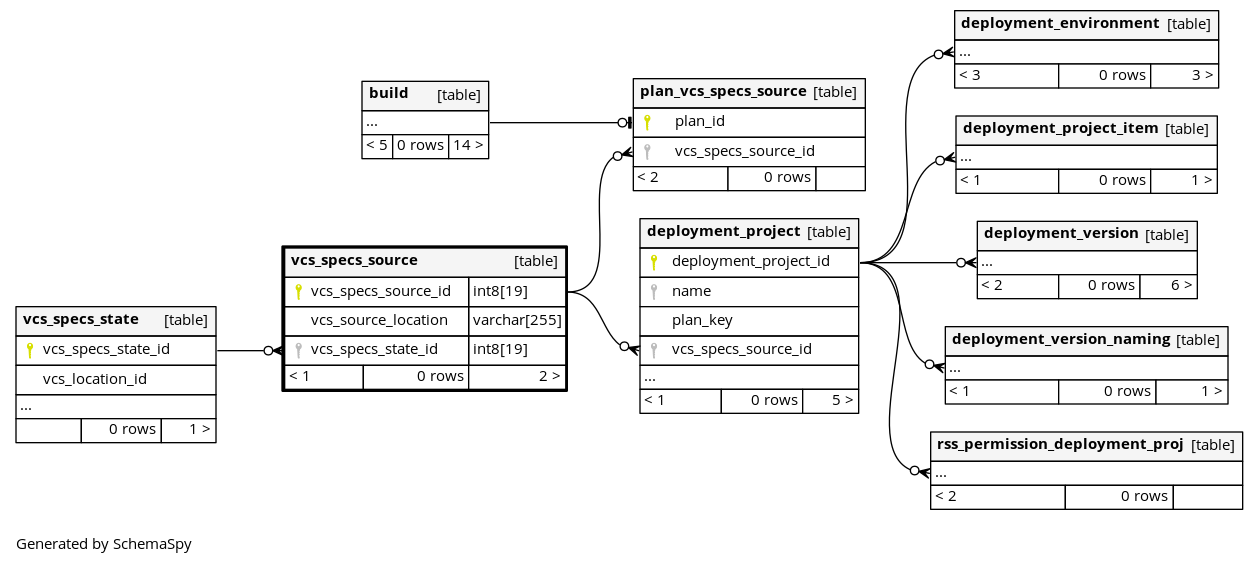 vcs_specs_state [table]
vcs_specs_state_id
vcs_location_id
...
0 rows 1 >
vcs_specs_source [table]
vcs_specs_source_id int8[19]
vcs_source_location varchar[255]
vcs_specs_state_id int8[19]
< 1 0 rows 2 >
build [table]
...
< 5 0 rows 14 >
plan_vcs_specs_source [table]
plan_id
vcs_specs_source_id
< 2 0 rows
deployment_project [table]
deployment_project_id
name
plan_key
vcs_specs_source_id
...
< 1 0 rows 5 >
deployment_environment [table]
...
< 3 0 rows 3 >
deployment_project_item [table]
...
< 1 0 rows 1 >
deployment_version [table]
...
< 2 0 rows 6 >
deployment_version_naming [table]
...
< 1 0 rows 1 >
rss_permission_deployment_proj [table]
...
< 2 0 rows
Generated by SchemaSpy